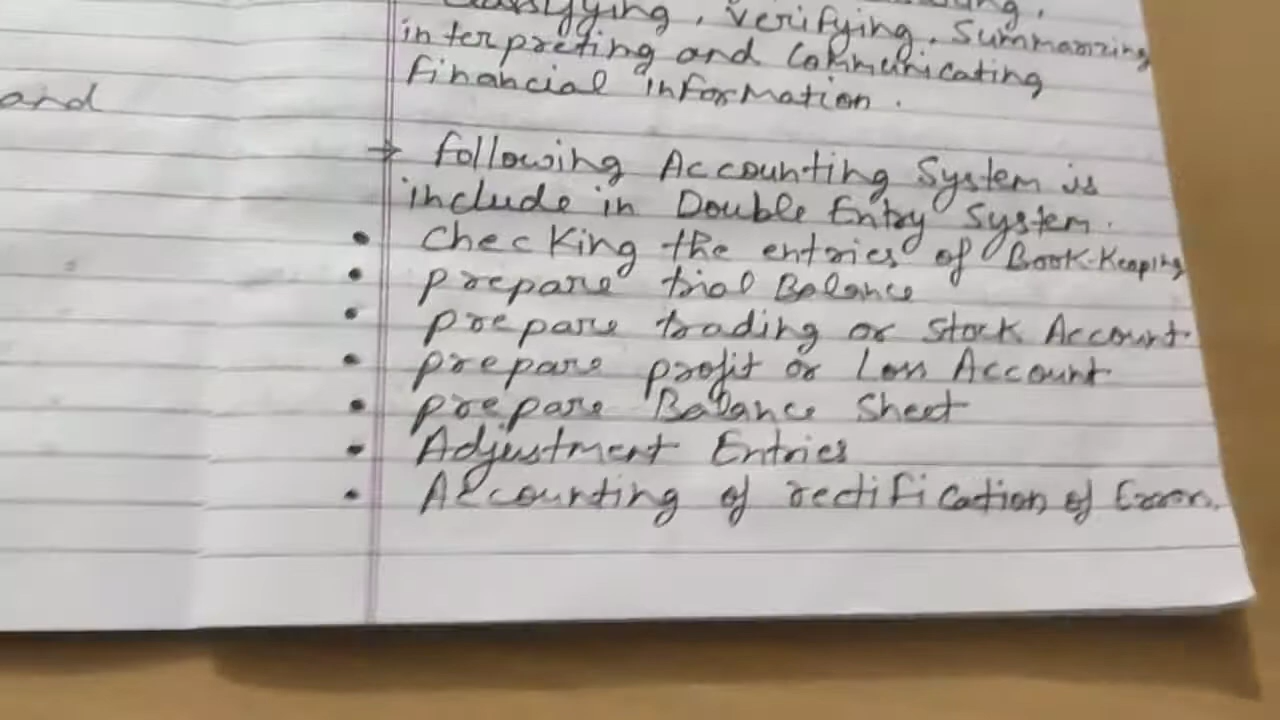 classifying, verifying, summarizing
interpreting and communicating
financial information.
and
→ following Accounting System is
include in Double Entry System.
• checking the entries of Book-Keeping
• prepare trial Balance
• prepare trading or Stock Account.
• prepare profit or Loss Account
• prepare Balance Sheet
• Adjustment Entries
• Accounting of rectification of Error.